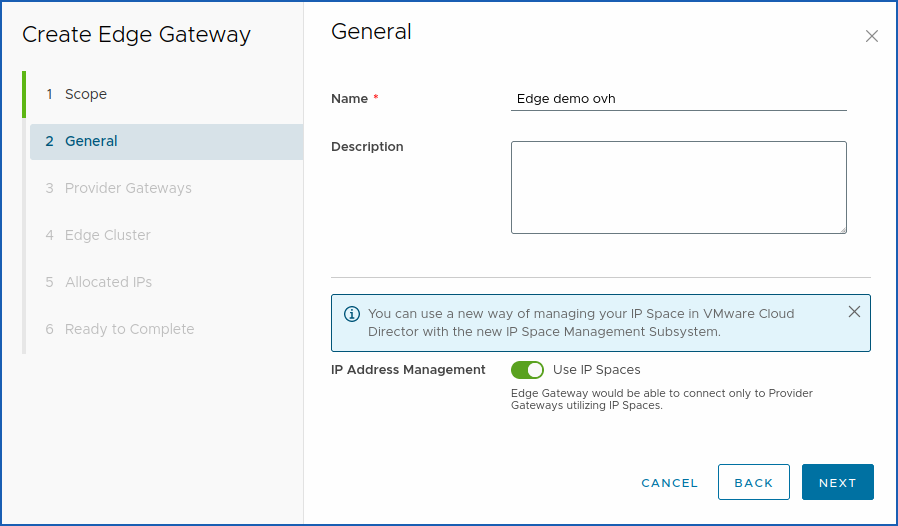 Create Edge Gateway
1 Scope
2 General
3 Provider Gateways
4 Edge Cluster
5 Allocated IPs
6 Ready to Complete
General
Name *
Edge demo ovh
Description
You can use a new way of managing your IP Space in VMware Cloud
Director with the new IP Space Management Subsystem.
IP Address Management
Use IP Spaces
Edge Gateway would be able to connect only to Provider
Gateways utilizing IP Spaces.
CANCEL
BACK
NEXT